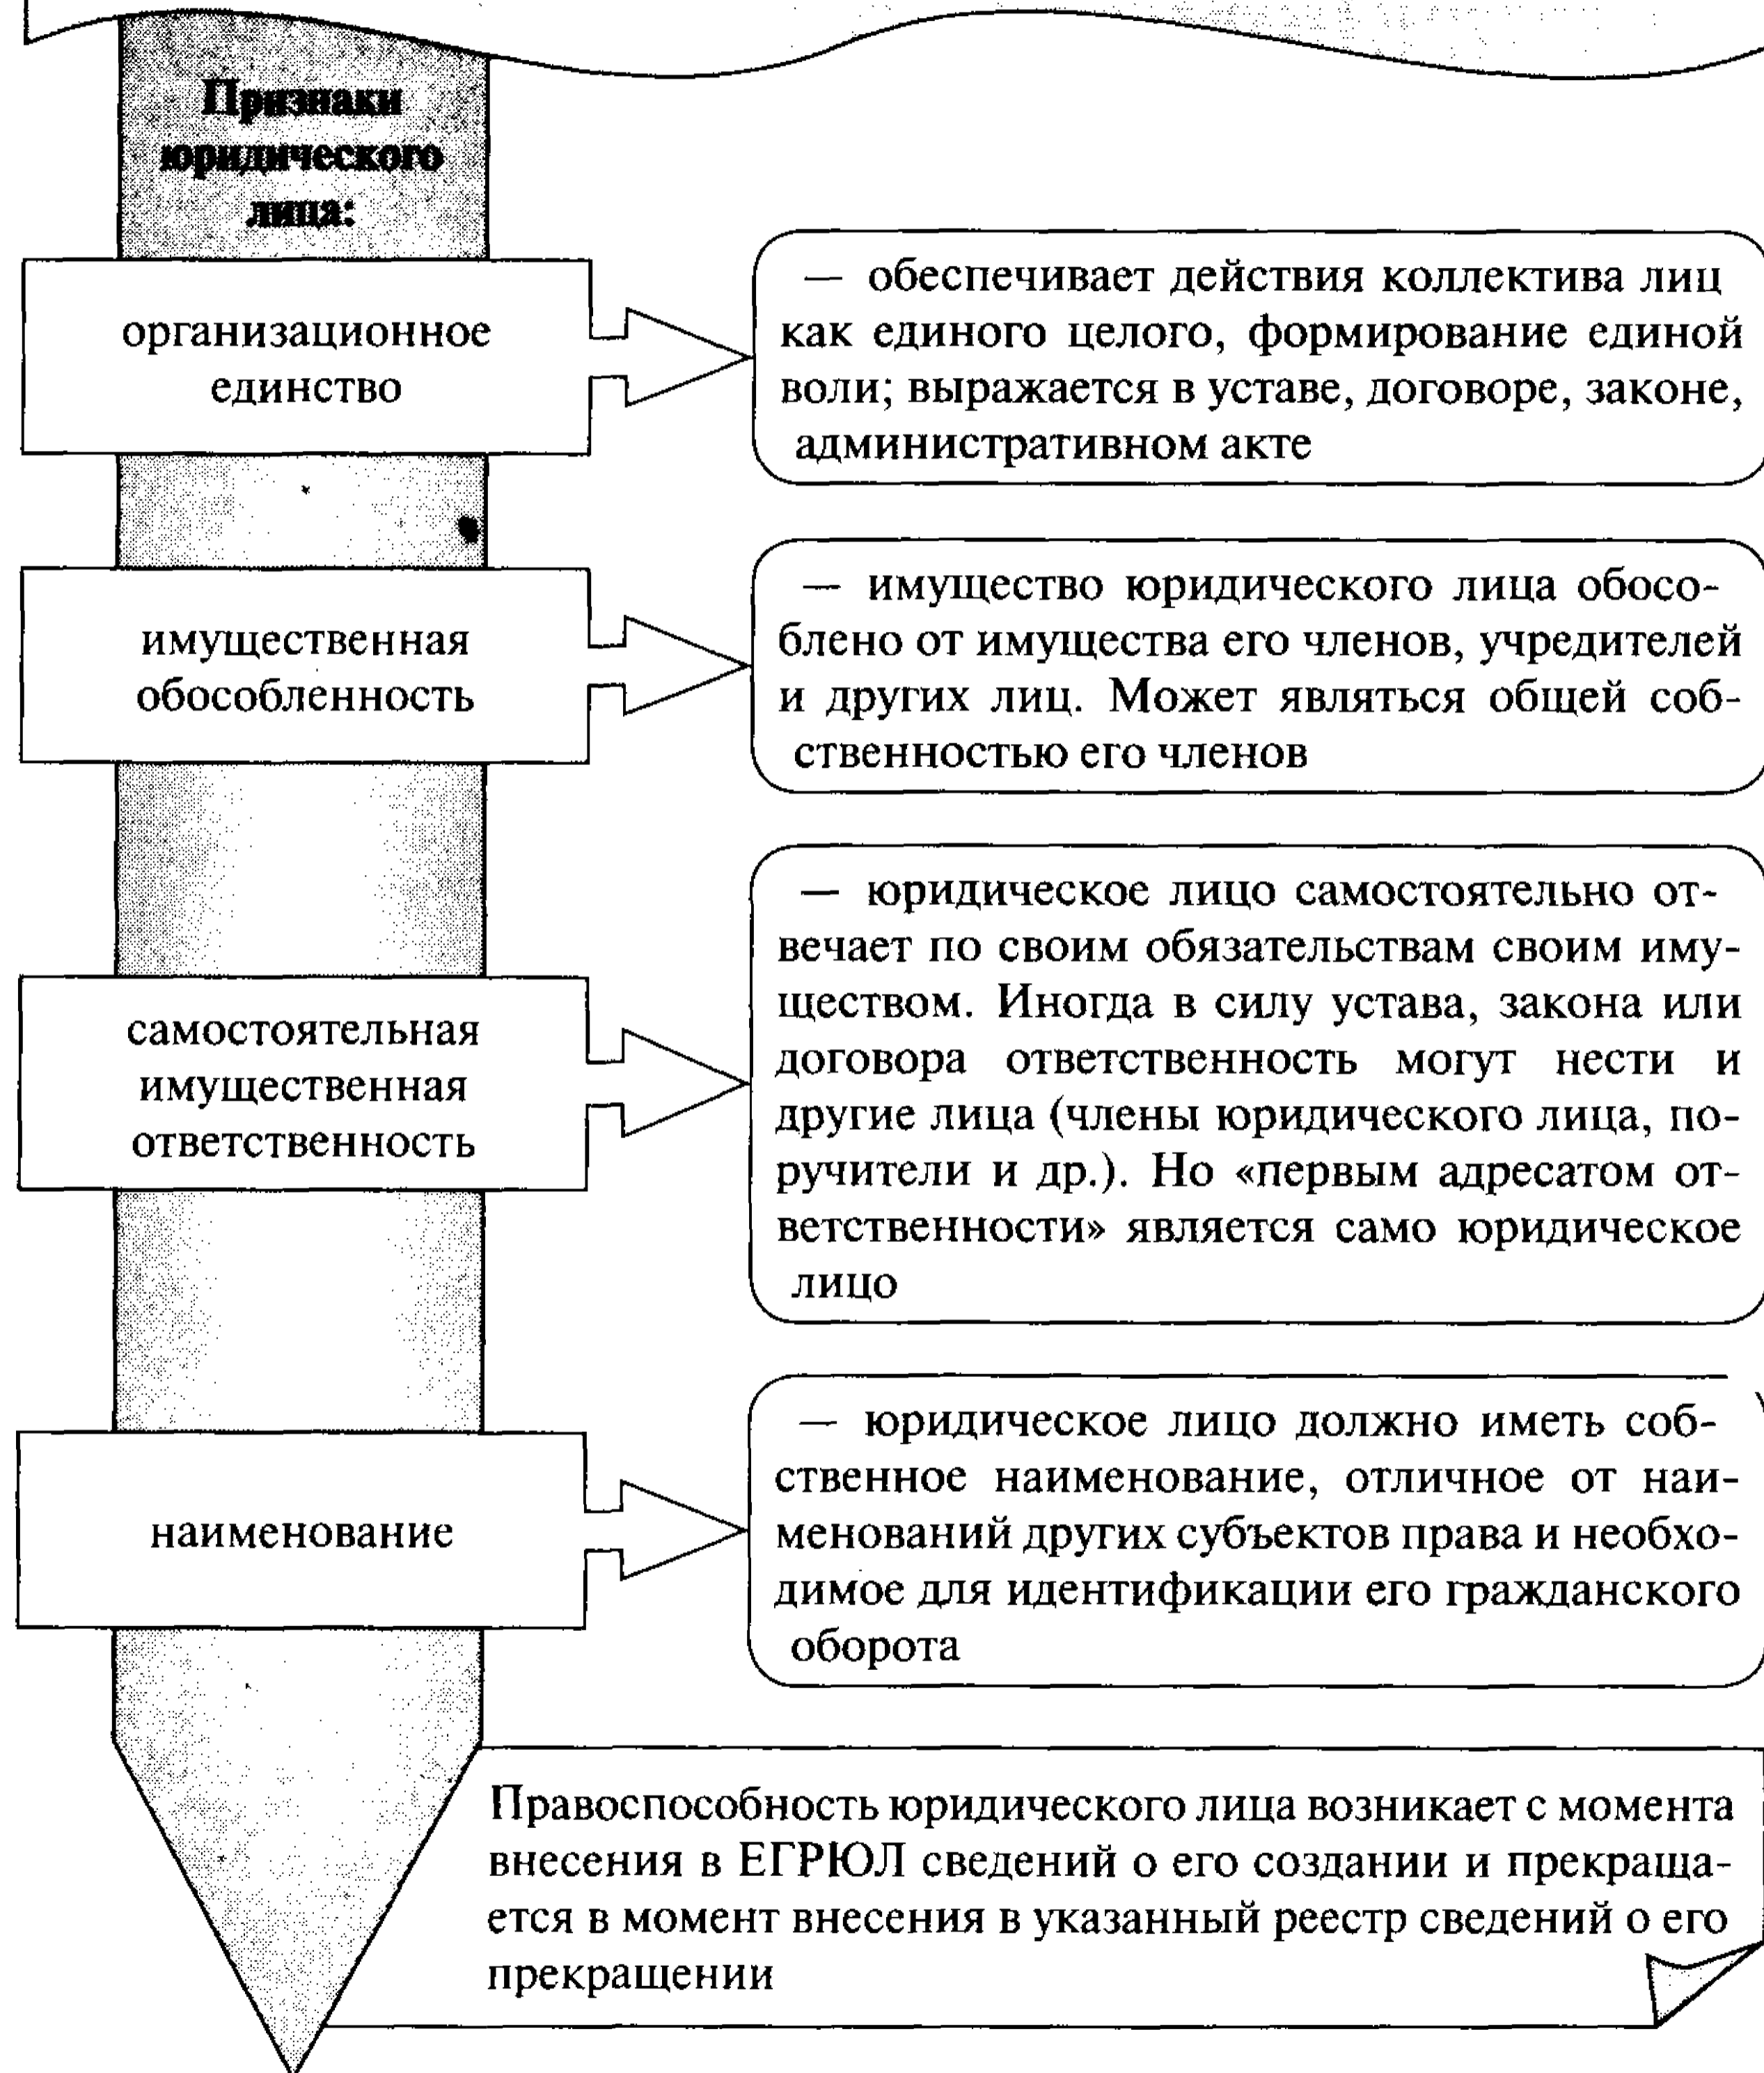 Признаки
юридического
лица:
организационное
единство
— обеспечивает действия коллектива лиц
как единого целого, формирование единой
воли; выражается в уставе, договоре, законе,
административном акте
имущественная
обособленность
— имущество юридического лица обосо-
блено от имущества его членов, учредителей
и других лиц. Может являться общей соб-
ственностью его членов
самостоятельная
имущественная
ответственность
— юридическое лицо самостоятельно от-
вечает по своим обязательствам своим иму-
ществом. Иногда в силу устава, закона или
договора ответственность могут нести и
другие лица (члены юридического лица, по-
ручители и др.). Но «первым адресатом от-
ветственности» является само юридическое
лицо
наименование
— юридическое лицо должно иметь соб-
ственное наименование, отличное от наи-
менований других субъектов права и необхо-
димое для идентификации его гражданского
оборота
Правоспособность юридического лица возникает с момента
внесения в ЕГРЮЛ сведений о его создании и прекраща-
ется в момент внесения в указанный реестр сведений о его
прекращении